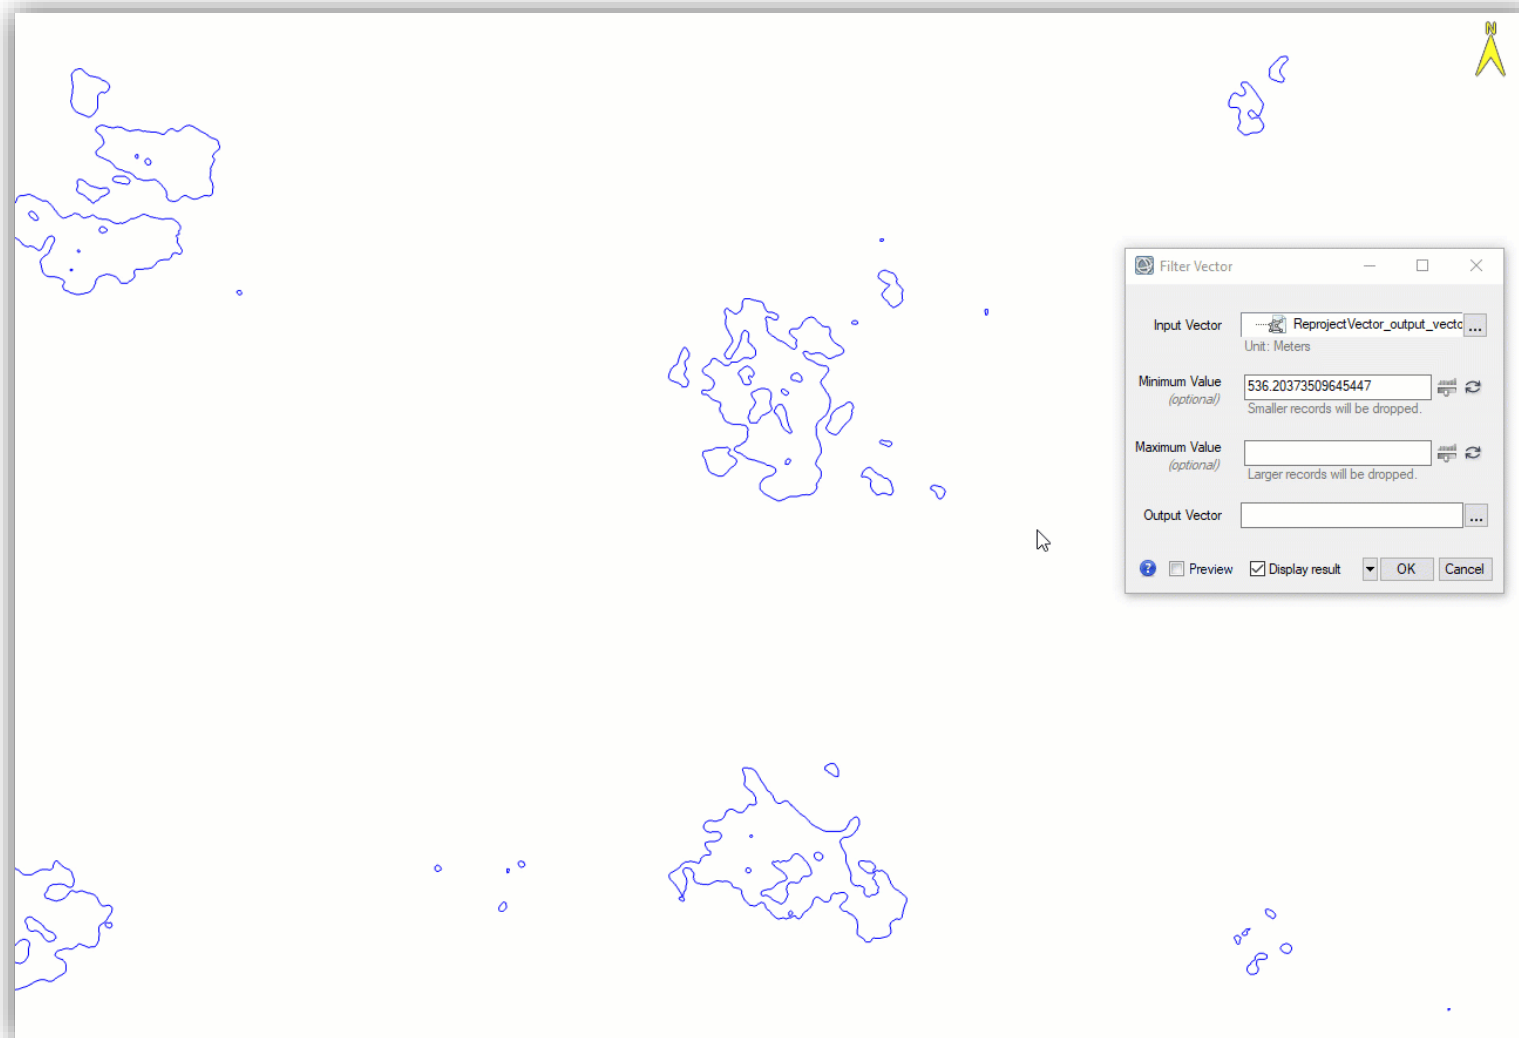 N
Filter Vector
Input Vector
ReprojectVector_output_vectc
...
Unit: Meters
Minimum Value
536.20373509645447
(optional)
Smaller records will be dropped.
Maximum Value
(optional)
Larger records will be dropped.
Output Vector
...
? Preview Display result OK Cancel